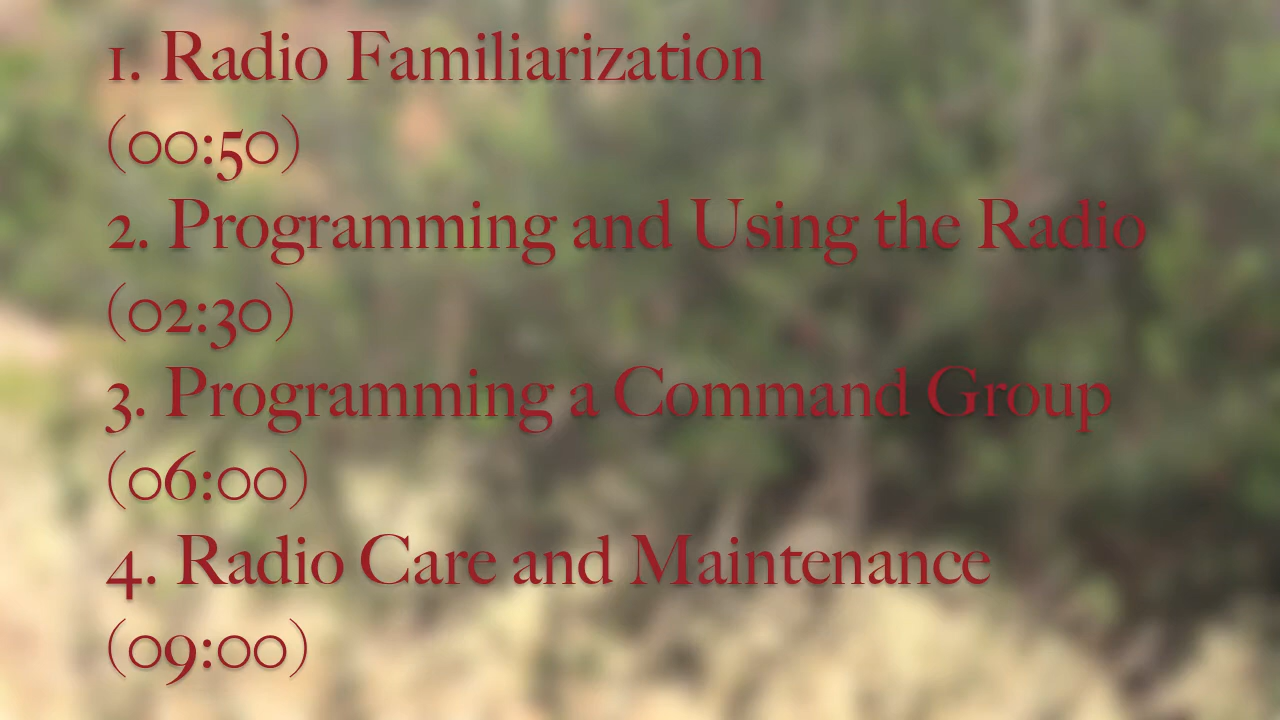 1. Radio Familiarization
(00:50)
2. Programming and Using the Radio
(02:30)
3. Programming a Command Group
(06:00)
4. Radio Care and Maintenance
(09:00)